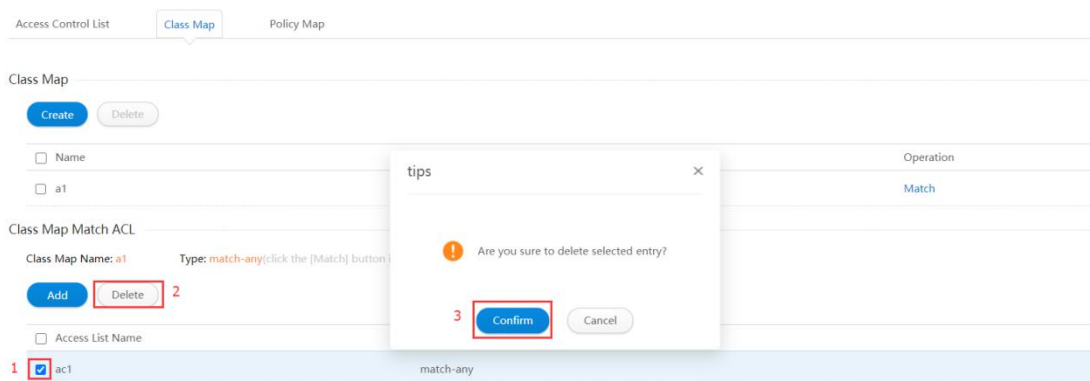 Access Control List Class Map Policy Map
Class Map
Create Delete
Name Operation
a1 Match
tips
Are you sure to delete selected entry?
Confirm Cancel
3
Class Map Match ACL
Class Map Name: a1 Type: match-any(click the [Match] button
Add Delete 2
Access List Name
1 ac1 match-any